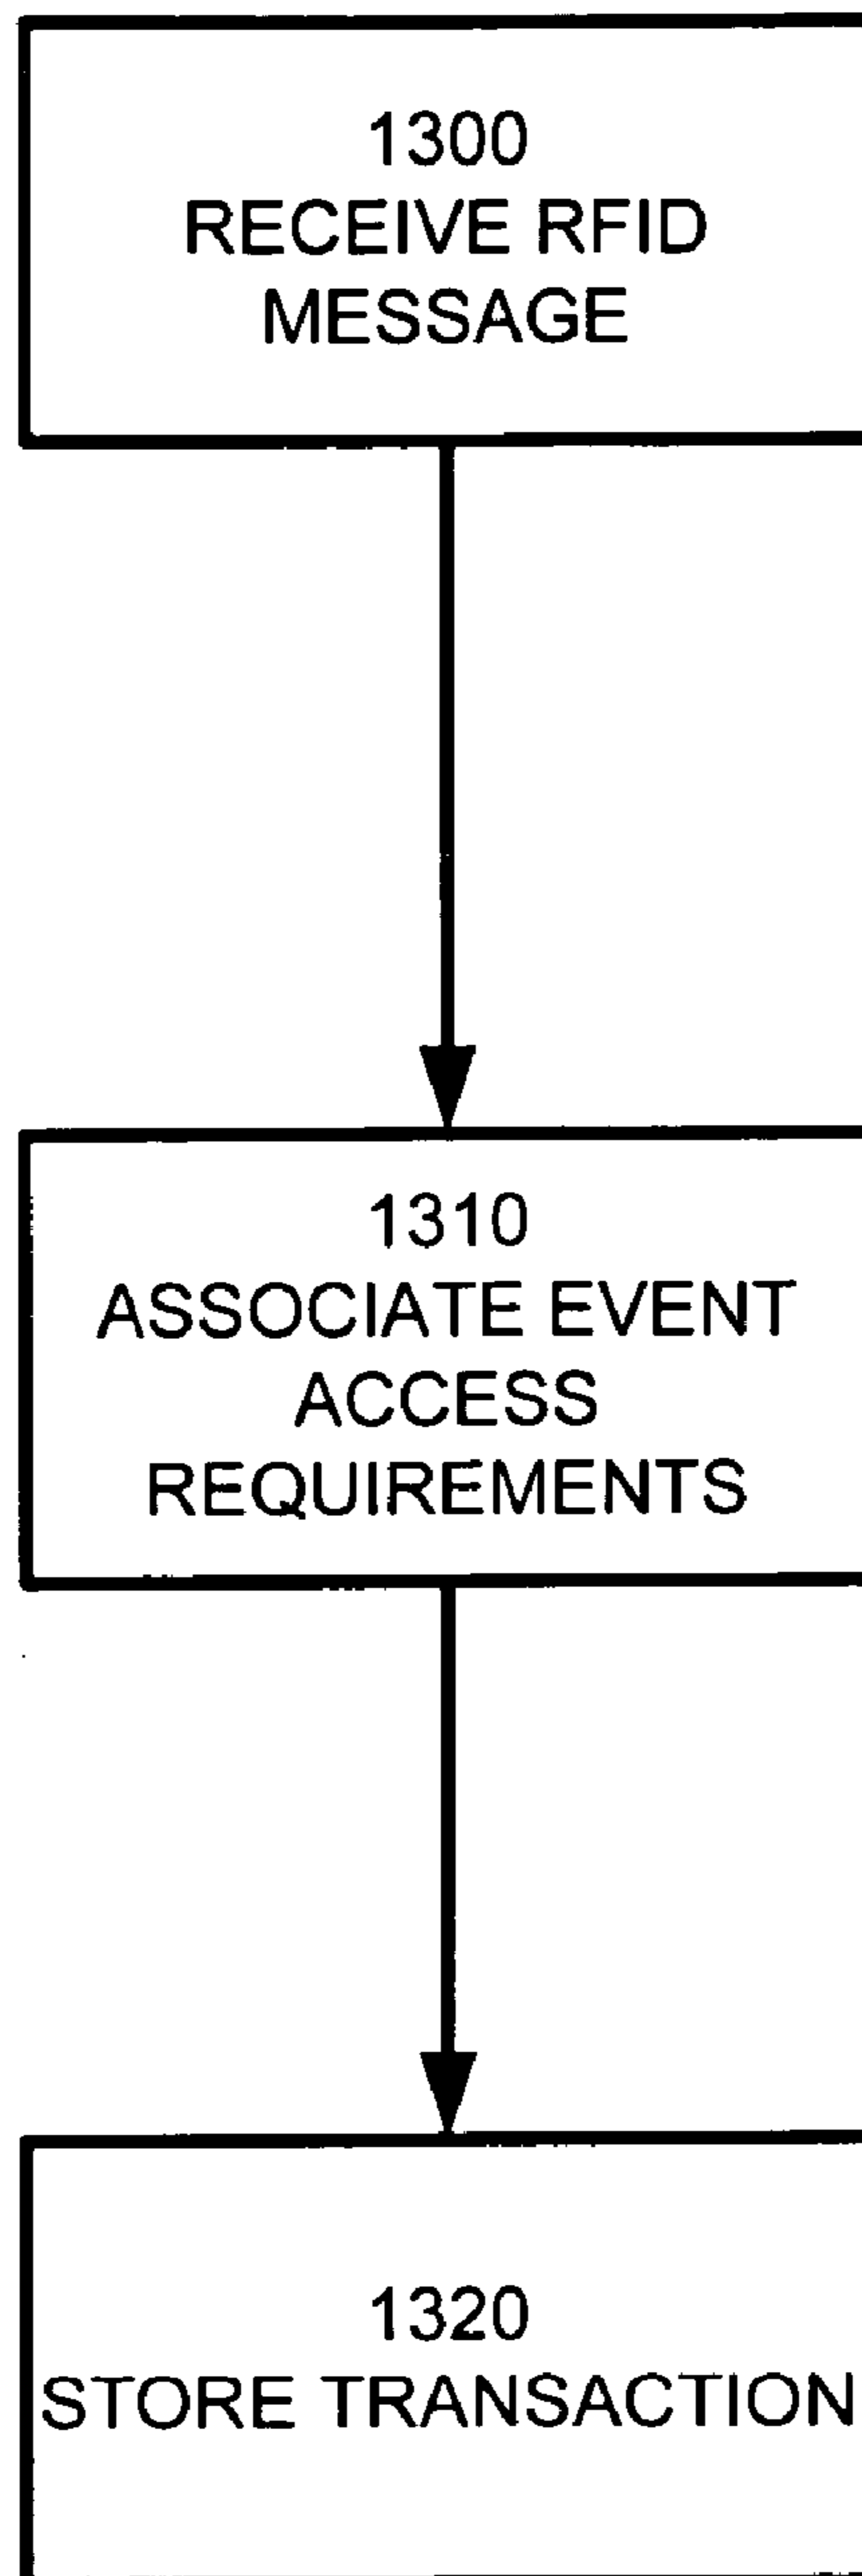 1300
RECEIVE RFID
MESSAGE
1310
ASSOCIATE EVENT
ACCESS
REQUIREMENTS
1320
STORE TRANSACTION